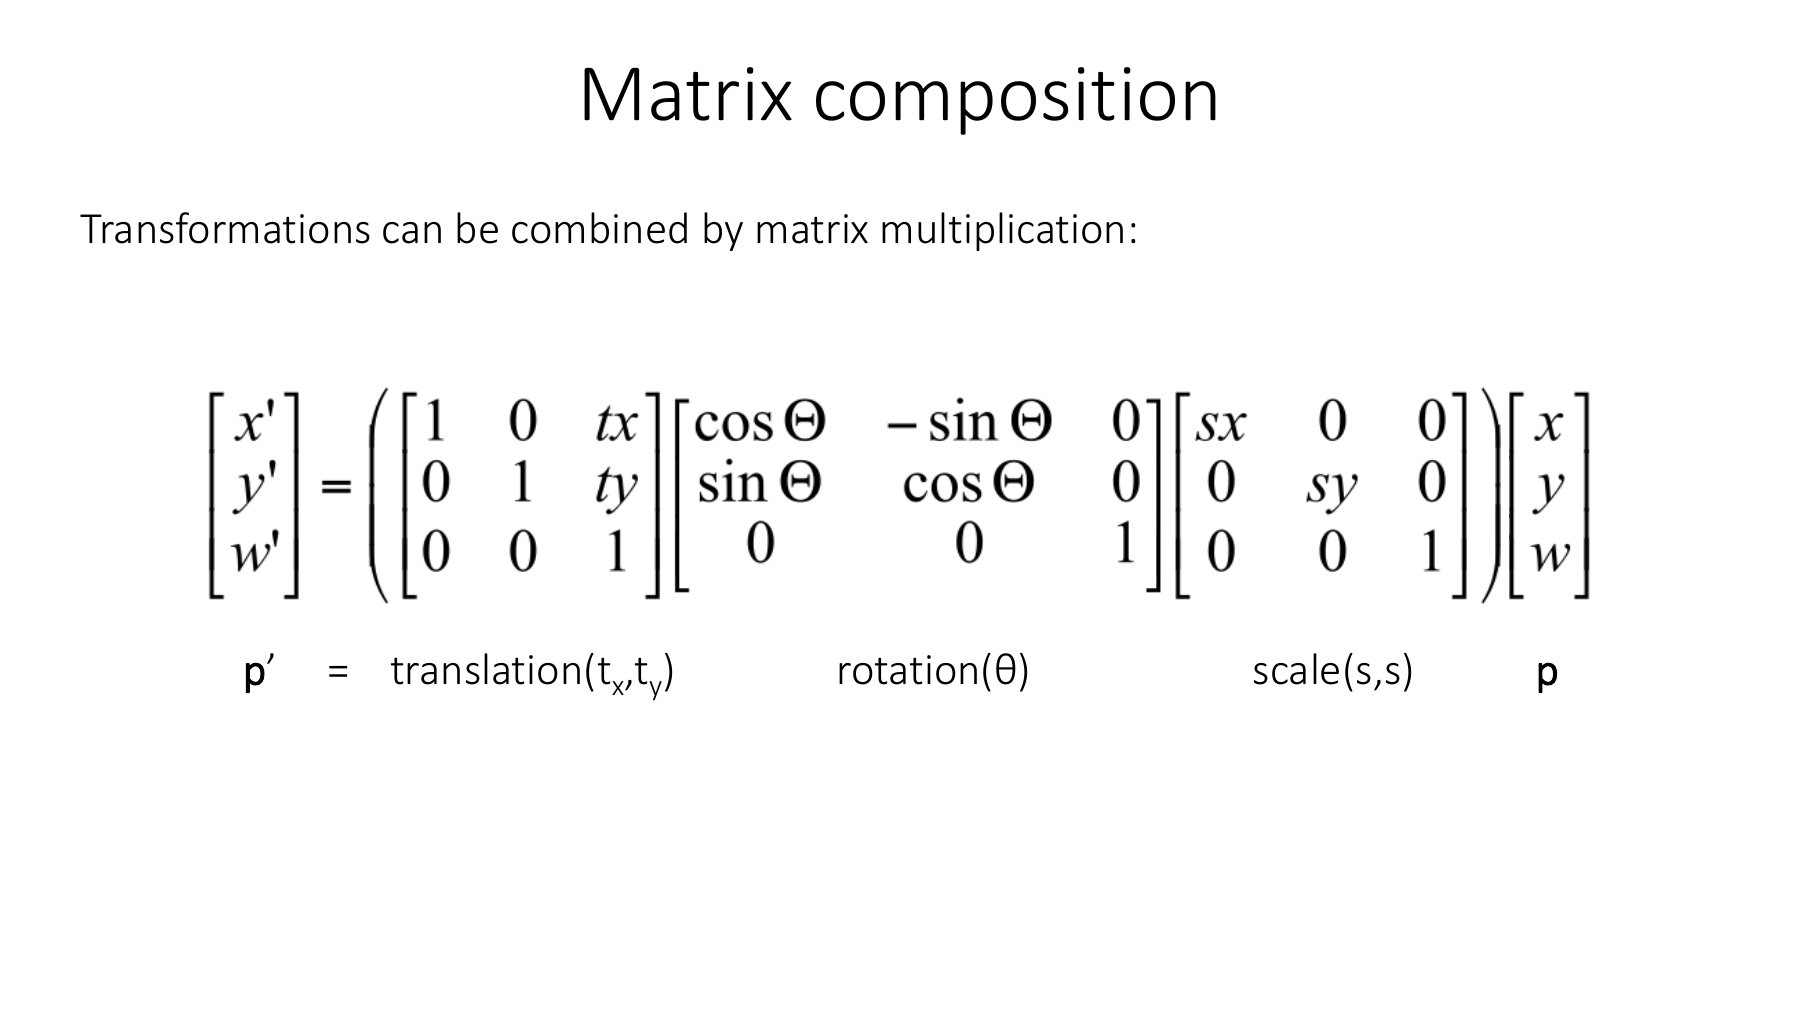 Matrix composition
Transformations can be combined by matrix multiplication:
[x' y' w'] = ([1 0 tx; 0 1 ty; 0 0 1] [cos Θ − sin Θ 0; sin Θ cos Θ 0; 0 0 1] [sx 0 0; 0 sy 0; 0 0 1]) [x y w]
p′ = translation(tx,ty) rotation(θ) scale(s,s) p